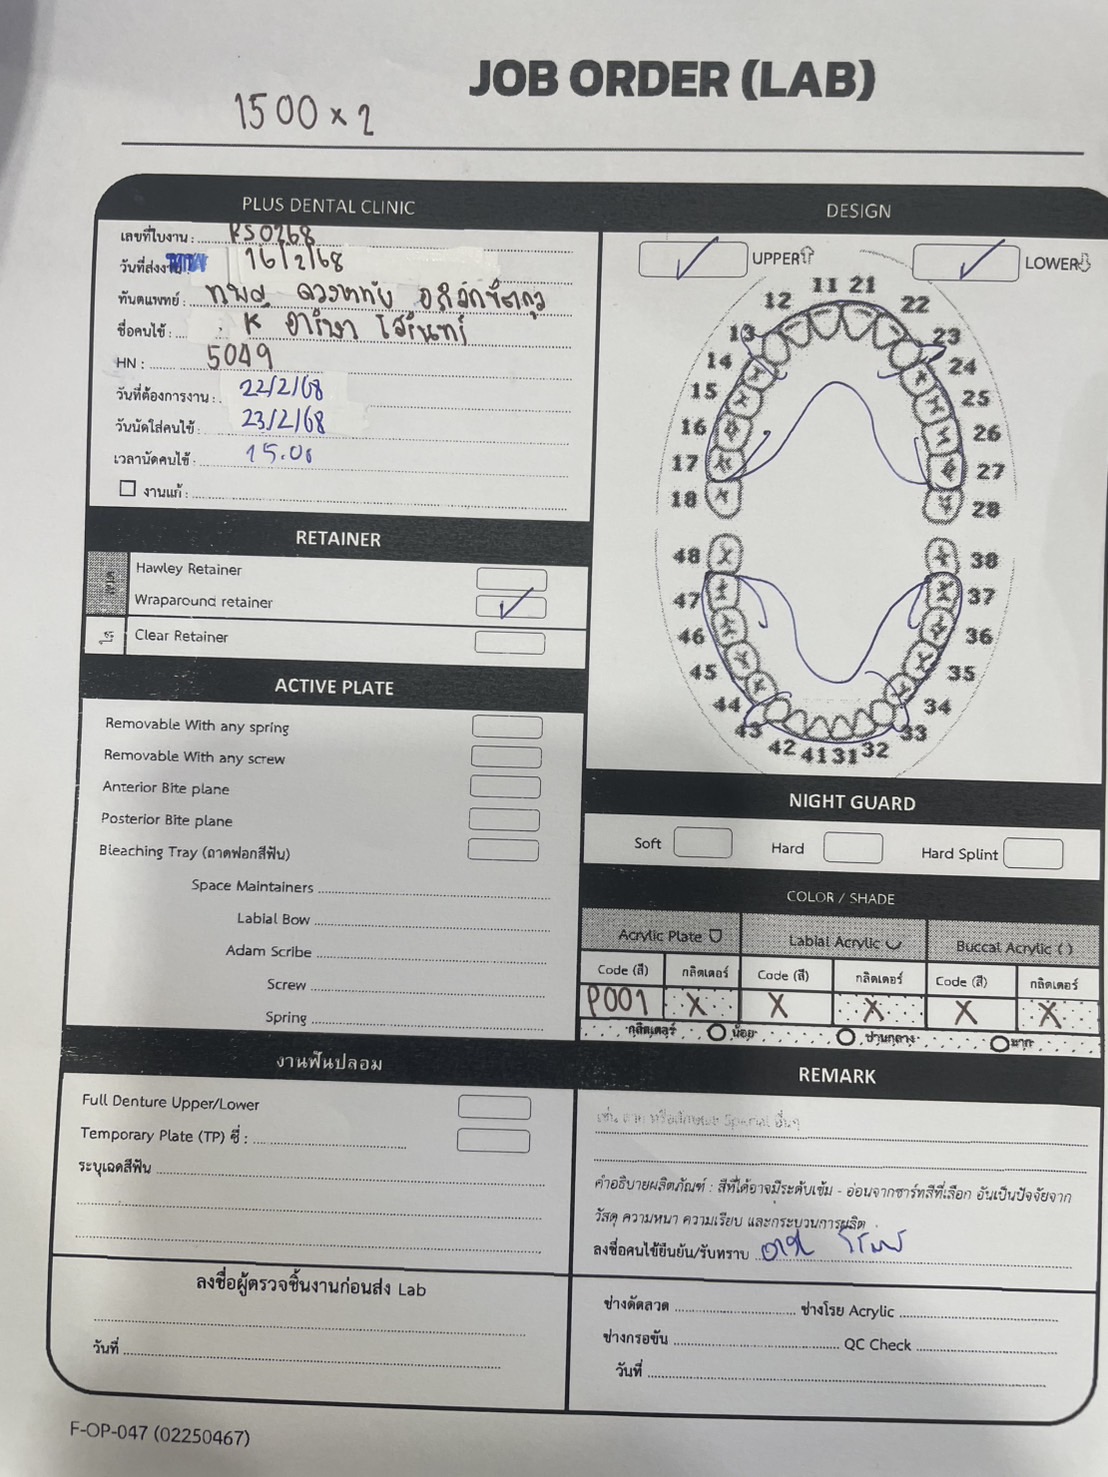 JOB ORDER (LAB)
1500 x 2
PLUS DENTAL CLINIC
เลขที่ใบงาน : PS0268
วันที่ส่งงาน 16/2/68
ทันตแพทย์ : ทพญ ดวงหทัย
ชื่อคนไข้ : K อาริษา
HN : 5049
วันที่ต้องการงาน : 22/2/68
วันนัดใส่คนไข้ : 23/2/68
เวลานัดคนไข้ : 15.00
งานแก้ :
RETAINER
Hawley Retainer
Wraparound retainer
ใส
Clear Retainer
ACTIVE PLATE
Removable With any spring
Removable With any screw
Anterior Bite plane
Posterior Bite plane
Bleaching Tray (ถาดฟอกสีฟัน)
Space Maintainers
Labial Bow
Adam Scribe
Screw
Spring
งานฟันปลอม
Full Denture Upper/Lower
Temporary Plate (TP) ซี่ :
ระบุเฉดสีฟัน
ลงชื่อผู้ตรวจชิ้นงานก่อนส่ง Lab
วันที่
DESIGN
UPPER
LOWER
11 21
12 22
13 23
14 24
15 25
16 26
17 27
18 28
48 38
47 37
46 36
45 35
44 34
43 33
42 41 31 32
NIGHT GUARD
Soft Hard Hard Splint
COLOR / SHADE
Acrylic Plate Labial Acrylic Buccal Acrylic ( )
Code (สี) กลิตเตอร์ Code (สี) กลิตเตอร์ Code (สี) กลิตเตอร์
P001 X X X X X
กลิตเตอร์ น้อย ปานกลาง มาก
REMARK
เช่น ลาย หรือลักษณะ Special อื่นๆ
คำอธิบายผลิตภัณฑ์ : สีที่ได้อาจมีระดับเข้ม - อ่อนจากชาร์ทสีที่เลือก อันเป็นปัจจัยจาก
วัสดุ ความหนา ความเรียบ และกระบวนการผลิต
ลงชื่อคนไข้ยืนยัน/รับทราบ
ช่างดัดลวด ช่างโรย Acrylic
ช่างกรอขัน QC Check
วันที่
F-OP-047 (02250467)